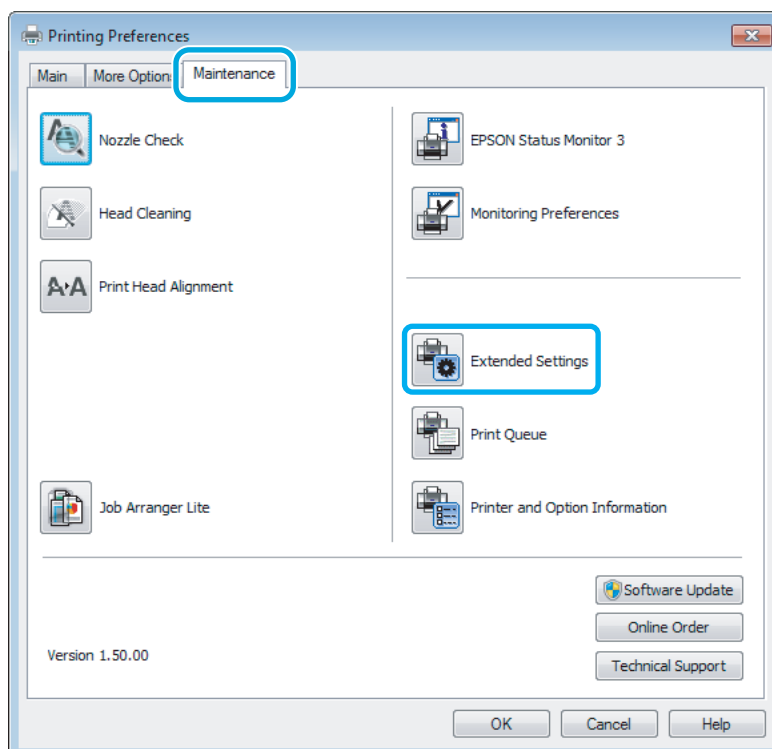 Printing Preferences
Main
More Option
Maintenance
Nozzle Check
Head Cleaning
Print Head Alignment
Job Arranger Lite
EPSON Status Monitor 3
Monitoring Preferences
Extended Settings
Print Queue
Printer and Option Information
Software Update
Online Order
Technical Support
Version 1.50.00
OK
Cancel
Help